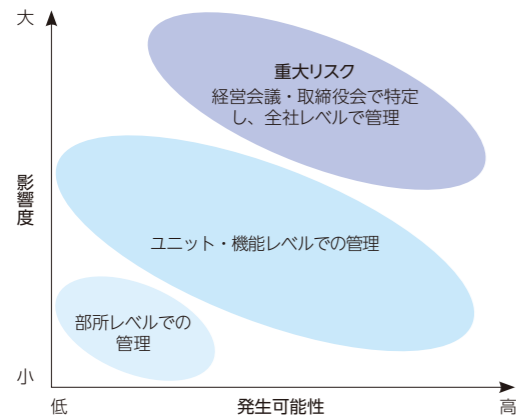 大
重大リスク
経営会議・取締役会で特定
し、全社レベルで管理
影響度
ユニット・機能レベルでの管理
部所レベルでの
管理
小
低
発生可能性
高